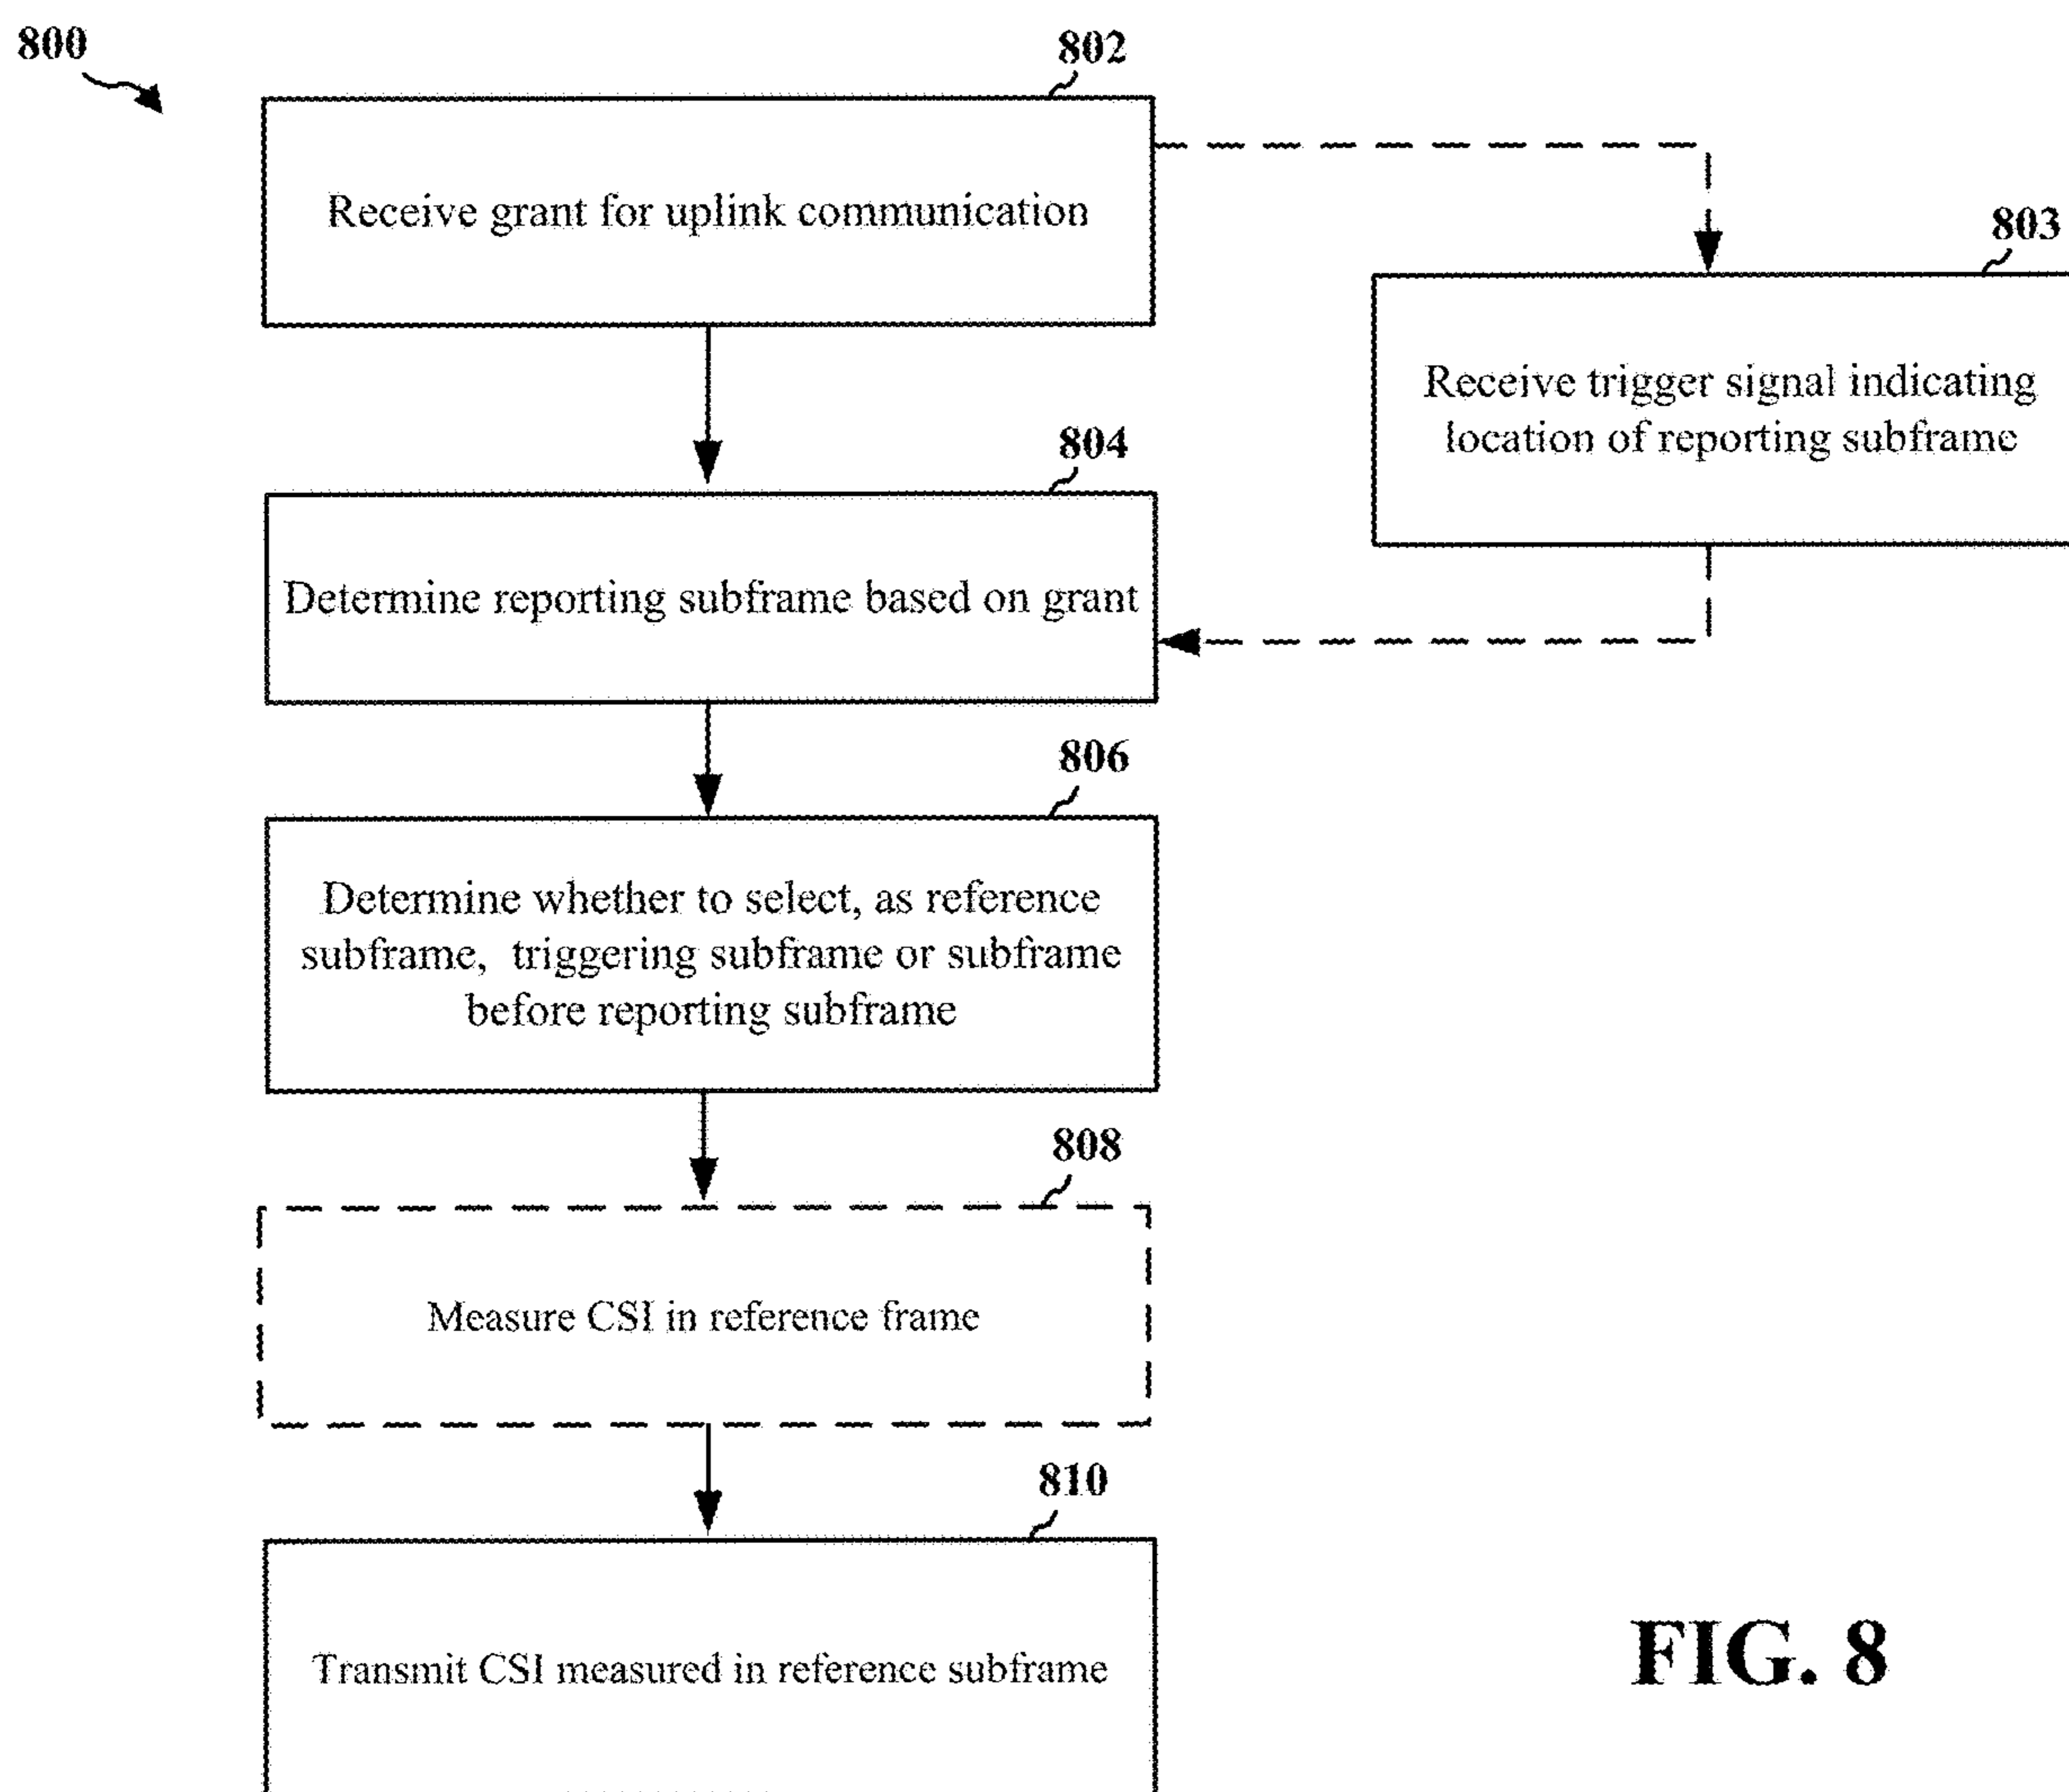 800
802
Receive grant for uplink communication
803
Receive trigger signal indicating
location of reporting subframe
804
Determine reporting subframe based on grant
806
Determine whether to select, as reference
subframe, triggering subframe or subframe
before reporting subframe
808
Measure CSI in reference frame
810
Transmit CSI measured in reference subframe
FIG. 8